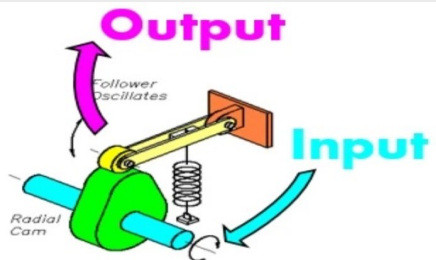 Output
Follower
Oscillates
Input
Radial
Cam